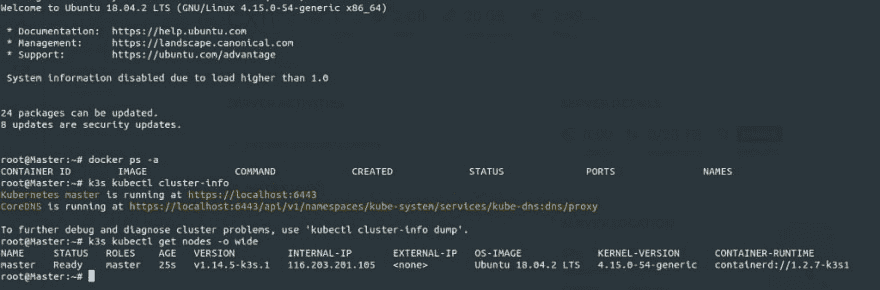 Welcome to Ubuntu 18.04.2 LTS (GNU/Linux 4.15.0-54-generic x86_64)
* Documentation: https://help.ubuntu.com
* Management: https://landscape.canonical.com
* Support: https://ubuntu.com/advantage
System information disabled due to load higher than 1.0
24 packages can be updated.
8 updates are security updates.
root@Master:~# docker ps -a
CONTAINER ID IMAGE COMMAND CREATED STATUS PORTS NAMES
root@Master:~# k3s kubectl cluster-info
Kubernetes master is running at https://localhost:6443
CoreDNS is running at https://localhost:6443/api/v1/namespaces/kube-system/services/kube-dns:dns/proxy
To further debug and diagnose cluster problems, use 'kubectl cluster-info dump'.
root@Master:~# k3s kubectl get nodes -o wide
NAME STATUS ROLES AGE VERSION INTERNAL-IP EXTERNAL-IP OS-IMAGE KERNEL-VERSION CONTAINER-RUNTIME
master Ready master 25s v1.14.5-k3s.1 116.203.201.105 <none> Ubuntu 18.04.2 LTS 4.15.0-54-generic containerd://1.2.7-k3s1
root@Master:~#